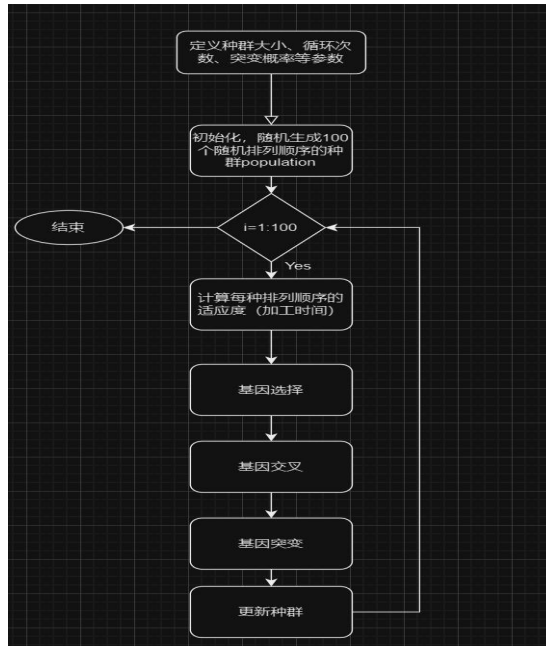 定义种群大小、循环次
数、突变概率等参数
初始化，随机生成100
个随机排列顺序的种
群population
结束
i=1:100
Yes
计算每种排列顺序的
适应度（加工时间）
基因选择
基因交叉
基因突变
更新种群